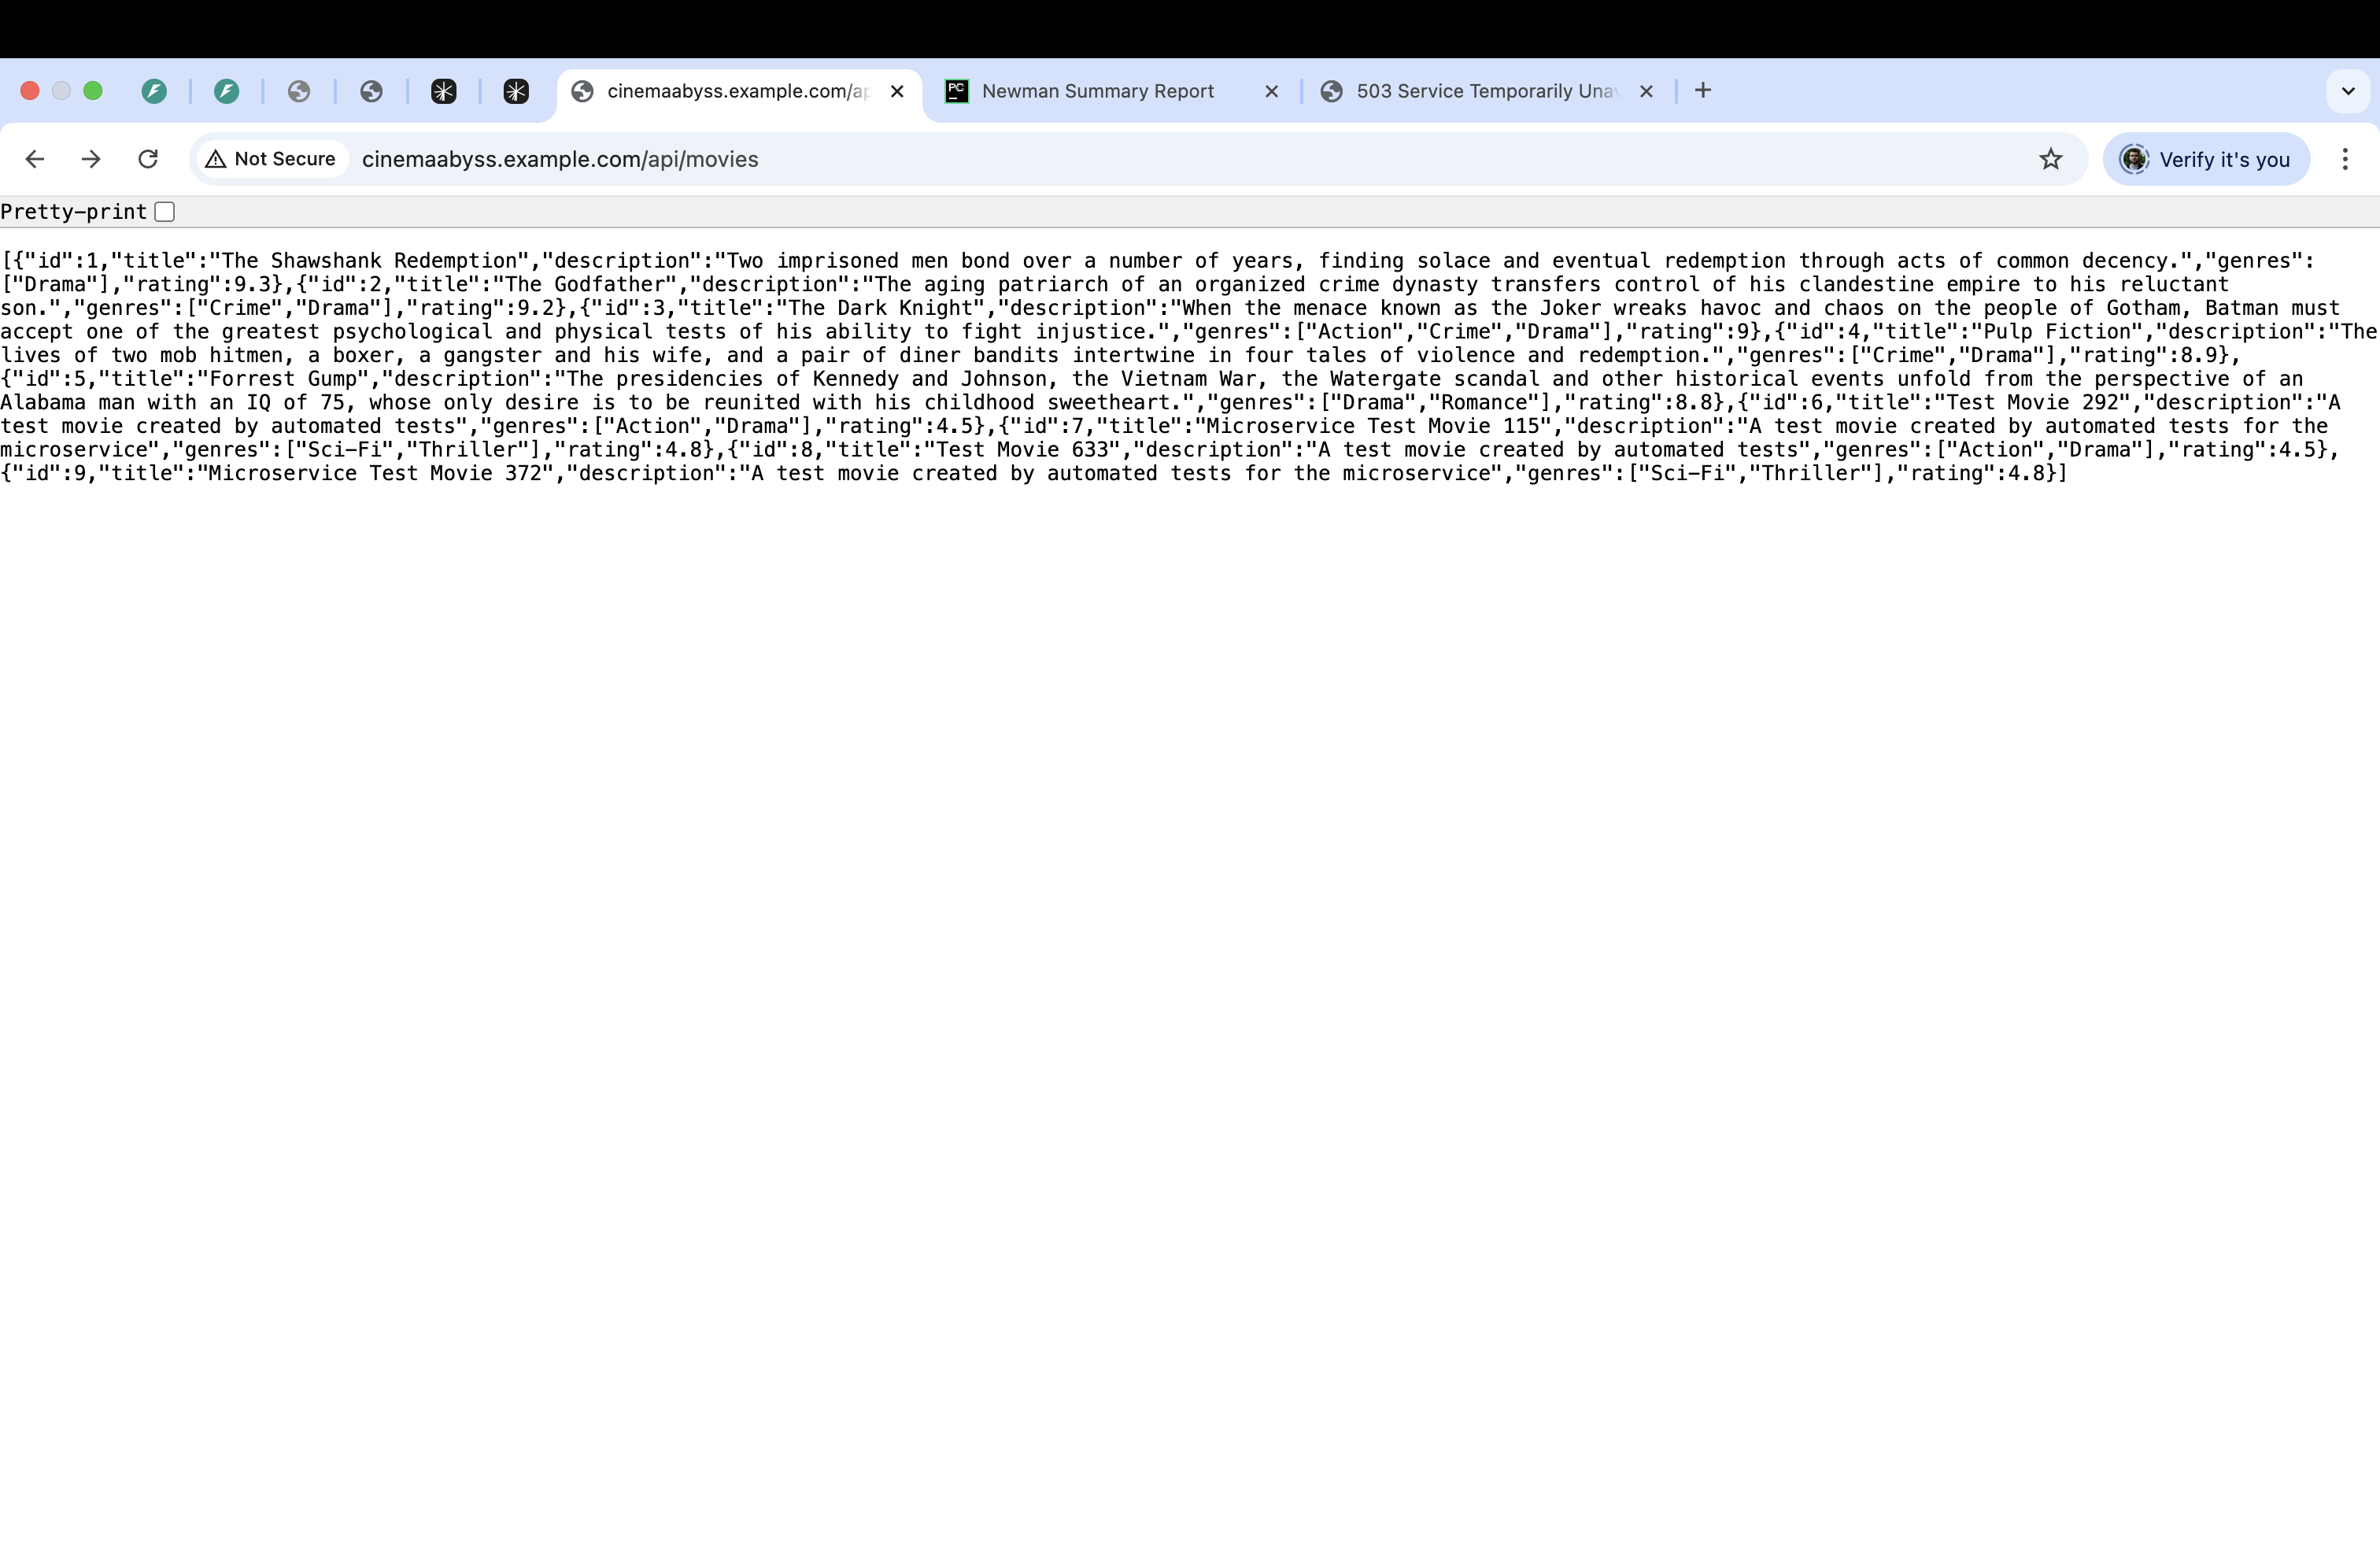 cinemaabyss.example.com/ap
Newman Summary Report
503 Service Temporarily Unav
Not Secure
cinemaabyss.example.com/api/movies
Verify it's you
Pretty-print
[{"id":1,"title":"The Shawshank Redemption","description":"Two imprisoned men bond over a number of years, finding solace and eventual redemption through acts of common decency.","genres":
["Drama"],"rating":9.3},{"id":2,"title":"The Godfather","description":"The aging patriarch of an organized crime dynasty transfers control of his clandestine empire to his reluctant
son.","genres":["Crime","Drama"],"rating":9.2},{"id":3,"title":"The Dark Knight","description":"When the menace known as the Joker wreaks havoc and chaos on the people of Gotham, Batman must
accept one of the greatest psychological and physical tests of his ability to fight injustice.","genres":["Action","Crime","Drama"],"rating":9},{"id":4,"title":"Pulp Fiction","description":"The
lives of two mob hitmen, a boxer, a gangster and his wife, and a pair of diner bandits intertwine in four tales of violence and redemption.","genres":["Crime","Drama"],"rating":8.9},
{"id":5,"title":"Forrest Gump","description":"The presidencies of Kennedy and Johnson, the Vietnam War, the Watergate scandal and other historical events unfold from the perspective of an
Alabama man with an IQ of 75, whose only desire is to be reunited with his childhood sweetheart.","genres":["Drama","Romance"],"rating":8.8},{"id":6,"title":"Test Movie 292","description":"A
test movie created by automated tests","genres":["Action","Drama"],"rating":4.5},{"id":7,"title":"Microservice Test Movie 115","description":"A test movie created by automated tests for the
microservice","genres":["Sci-Fi","Thriller"],"rating":4.8},{"id":8,"title":"Test Movie 633","description":"A test movie created by automated tests","genres":["Action","Drama"],"rating":4.5},
{"id":9,"title":"Microservice Test Movie 372","description":"A test movie created by automated tests for the microservice","genres":["Sci-Fi","Thriller"],"rating":4.8}]